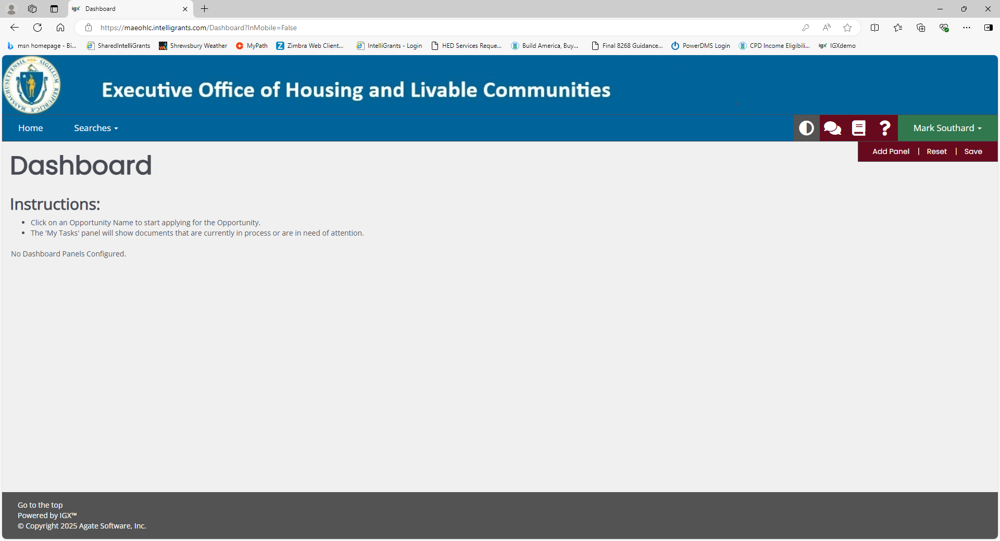 igx Dashboard
https://maeohlc.intelligrants.com/Dashboard?InMobile=False
msn homepage - Bi... SharedIntelliGrants Shrewsbury Weather MyPath Zimbra Web Client... IntelliGrants - Login HED Services Reque... Build America, Buy... Final 8268 Guidance... PowerDMS Login CPD Income Eligibili... igx IGXdemo
Executive Office of Housing and Livable Communities
Home Searches Mark Southard
Add Panel | Reset | Save
Dashboard
Instructions:
• Click on an Opportunity Name to start applying for the Opportunity.
• The 'My Tasks' panel will show documents that are currently in process or are in need of attention.
No Dashboard Panels Configured.
Go to the top
Powered by IGX™
© Copyright 2025 Agate Software, Inc.